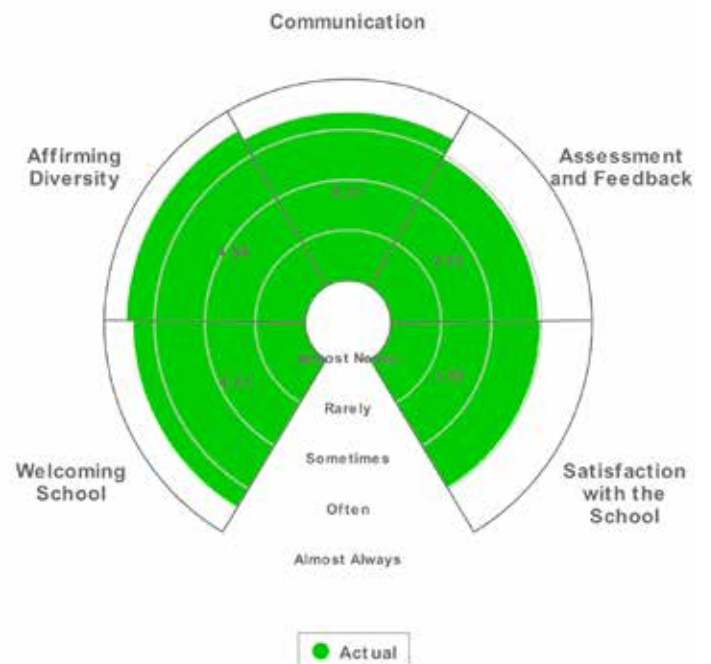 Communication
Affirming
Diversity
Assessment
and Feedback
Almost Never
Rarely
Sometimes
Often
Almost Always
Welcoming
School
Satisfaction
with the
School
Actual